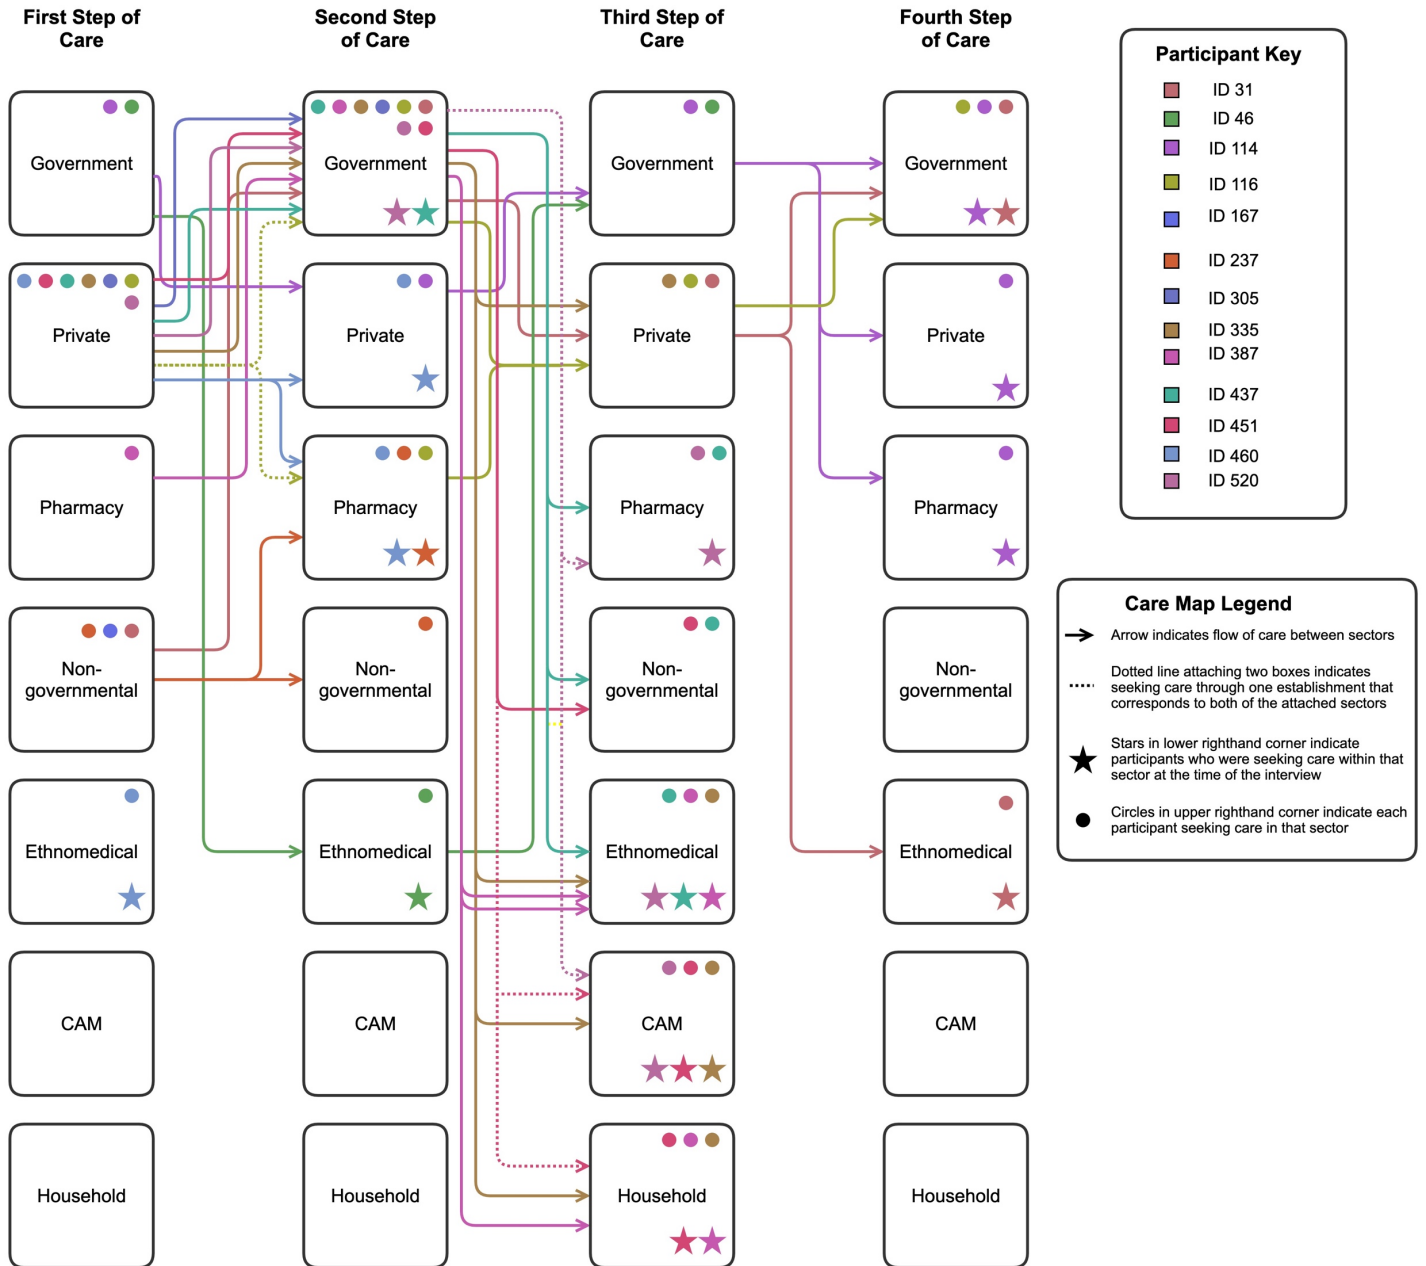 First Step of
Care
Second Step
of Care
Third Step of
Care
Fourth Step
of Care
Government
Government
Government
Government
Private
Private
Private
Private
Pharmacy
Pharmacy
Pharmacy
Pharmacy
Non-
governmental
Non-
governmental
Non-
governmental
Non-
governmental
Ethnomedical
Ethnomedical
Ethnomedical
Ethnomedical
CAM
CAM
CAM
CAM
Household
Household
Household
Household
Participant Key
ID 31
ID 46
ID 114
ID 116
ID 167
ID 237
ID 305
ID 335
ID 387
ID 437
ID 451
ID 460
ID 520
Care Map Legend
Arrow indicates flow of care between sectors
Dotted line attaching two boxes indicates
seeking care through one establishment that
corresponds to both of the attached sectors
Stars in lower righthand corner indicate
participants who were seeking care within that
sector at the time of the interview
Circles in upper righthand corner indicate each
participant seeking care in that sector